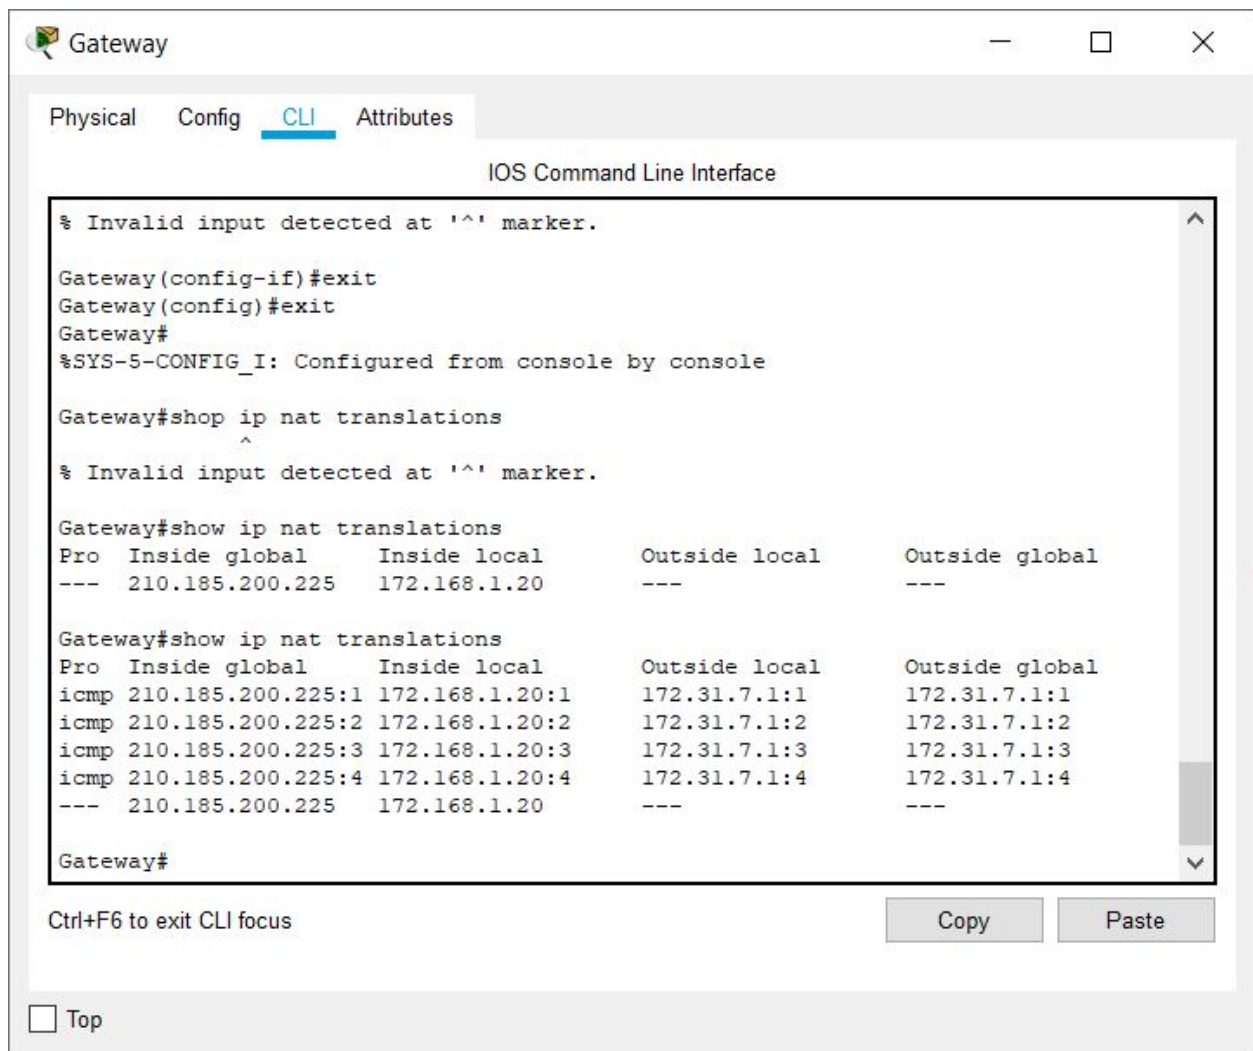 Gateway
Physical Config CLI Attributes
IOS Command Line Interface
% Invalid input detected at '^' marker.
Gateway(config-if)#exit
Gateway(config)#exit
Gateway#
%SYS-5-CONFIG_I: Configured from console by console
Gateway#shop ip nat translations
^
% Invalid input detected at '^' marker.
Gateway#show ip nat translations
Pro  Inside global     Inside local       Outside local      Outside global
---  210.185.200.225   172.168.1.20       ---                ---
Gateway#show ip nat translations
Pro  Inside global     Inside local       Outside local      Outside global
icmp 210.185.200.225:1 172.168.1.20:1     172.31.7.1:1       172.31.7.1:1
icmp 210.185.200.225:2 172.168.1.20:2     172.31.7.1:2       172.31.7.1:2
icmp 210.185.200.225:3 172.168.1.20:3     172.31.7.1:3       172.31.7.1:3
icmp 210.185.200.225:4 172.168.1.20:4     172.31.7.1:4       172.31.7.1:4
---  210.185.200.225   172.168.1.20       ---                ---
Gateway#
Ctrl+F6 to exit CLI focus Copy Paste
Top